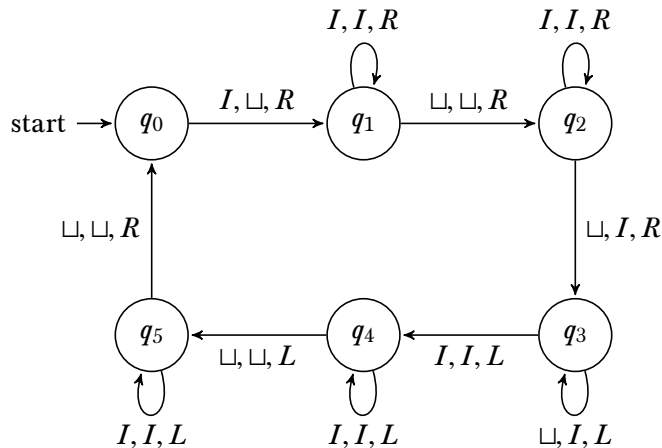 I, I, R
I, I, R
start
q0
I, ⊔, R
q1
⊔, ⊔, R
q2
⊔, ⊔, R
⊔, I, R
q5
⊔, ⊔, L
q4
I, I, L
q3
I, I, L
I, I, L
⊔, I, L